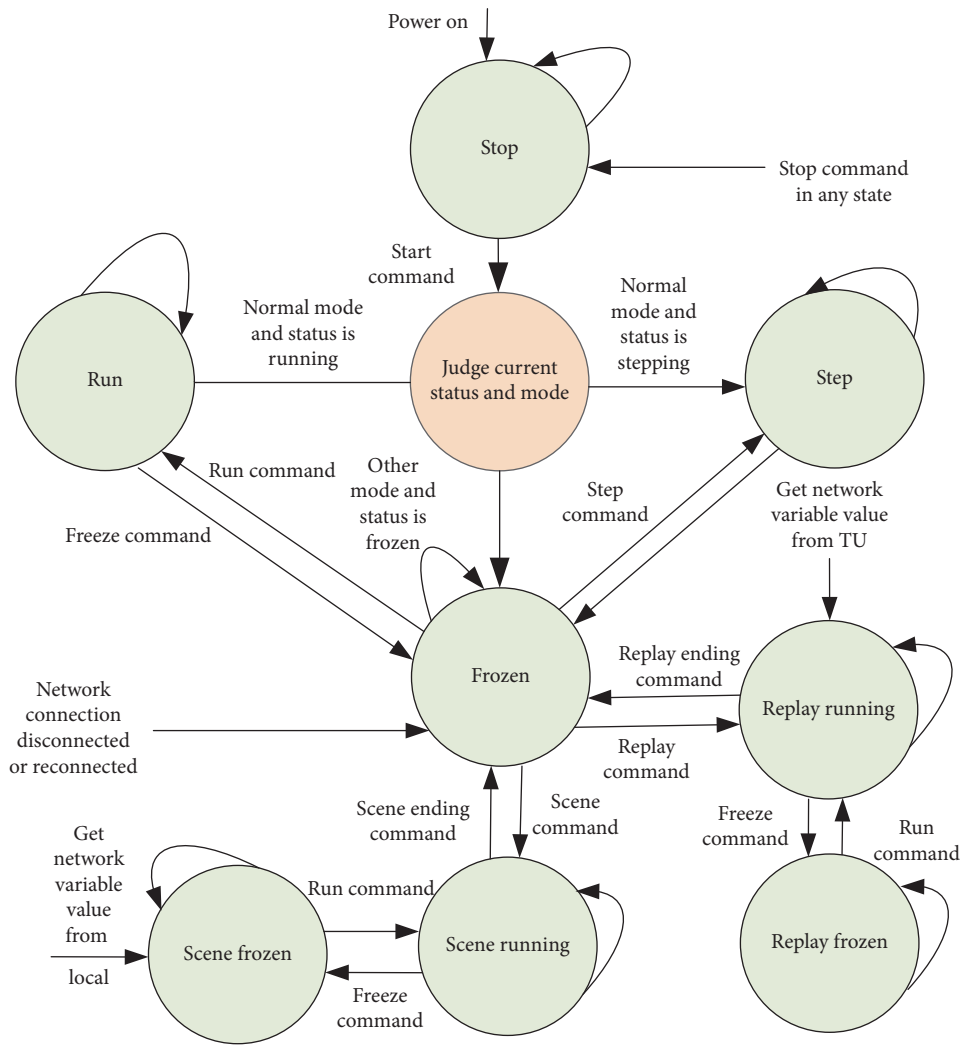 Power on
Stop
Stop command
in any state
Start
command
Normal mode
and status is
running
Normal
mode and
status is
stepping
Run
Judge current
status and mode
Step
Run command
Other
mode and
status is
frozen
Step
command
Get network
variable value
from TU
Freeze command
Frozen
Replay ending
command
Replay running
Network
connection
disconnected
or reconnected
Replay
command
Scene ending
command
Scene
command
Freeze
command
Run
command
Get
network
variable
value
from
local
Run command
Scene frozen
Scene running
Replay frozen
Freeze
command